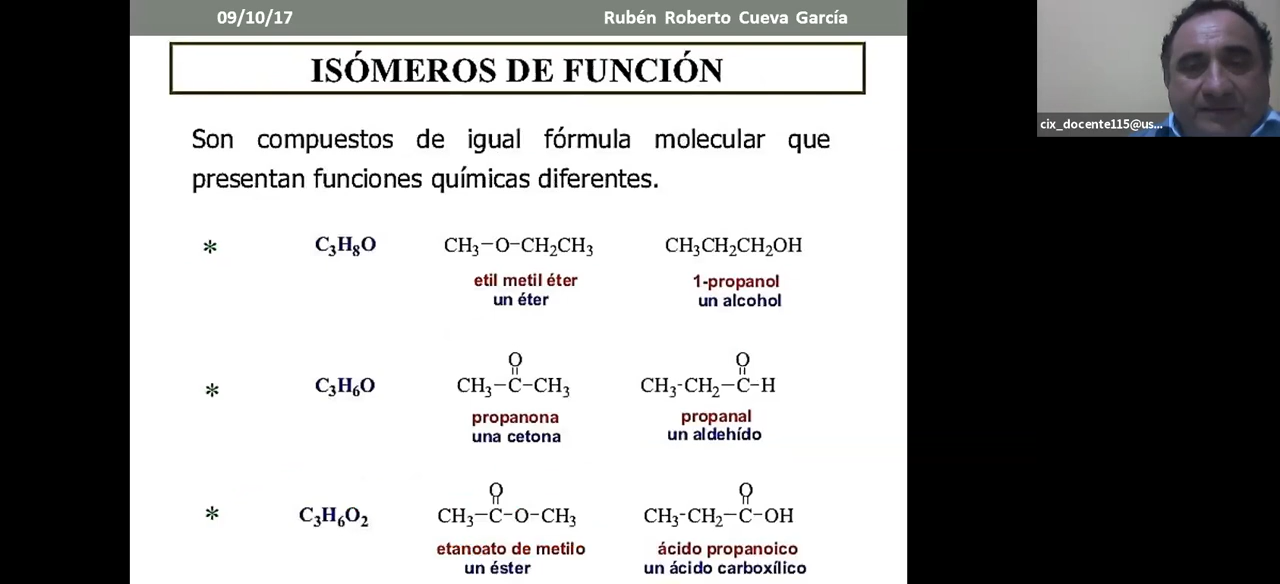 09/10/17 Rubén Roberto Cueva García
ISÓMEROS DE FUNCIÓN
Son compuestos de igual fórmula molecular que
presentan funciones químicas diferentes.
* C₃H₈O CH₃−O−CH₂CH₃ CH₃CH₂CH₂OH
etil metil éter 1-propanol
un éter un alcohol
O O
* C₃H₆O CH₃−C−CH₃ CH₃-CH₂−C−H
propanona propanal
una cetona un aldehído
O O
* C₃H₆O₂ CH₃−C−O−CH₃ CH₃-CH₂−C−OH
etanoato de metilo ácido propanoico
un éster un ácido carboxílico
cix_docente115@us...